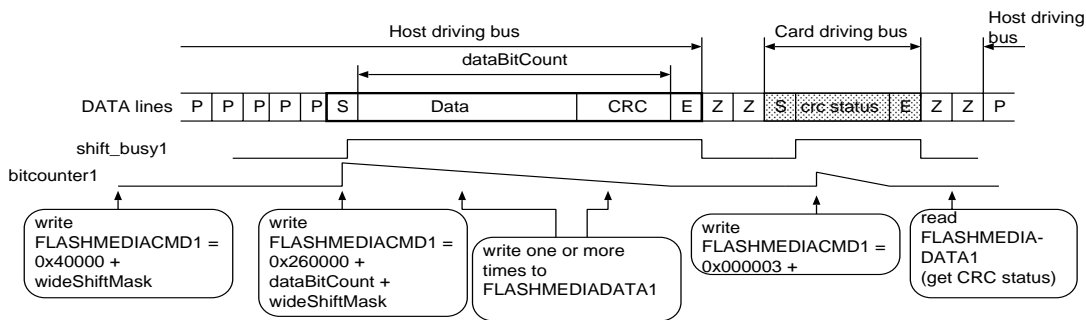 Host driving bus
Card driving bus
Host driving
bus
dataBitCount
DATA lines P P P P P S Data CRC E Z Z S crc status E Z Z P
shift_busy1
bitcounter1
write
FLASHMEDIACMD1 =
0x40000 +
wideShiftMask
write
FLASHMEDIACMD1 =
0x260000 +
dataBitCount +
wideShiftMask
write one or more
times to
FLASHMEDIADATA1
write
FLASHMEDIACMD1 =
0x000003 +
read
FLASHMEDIA-
DATA1
(get CRC status)